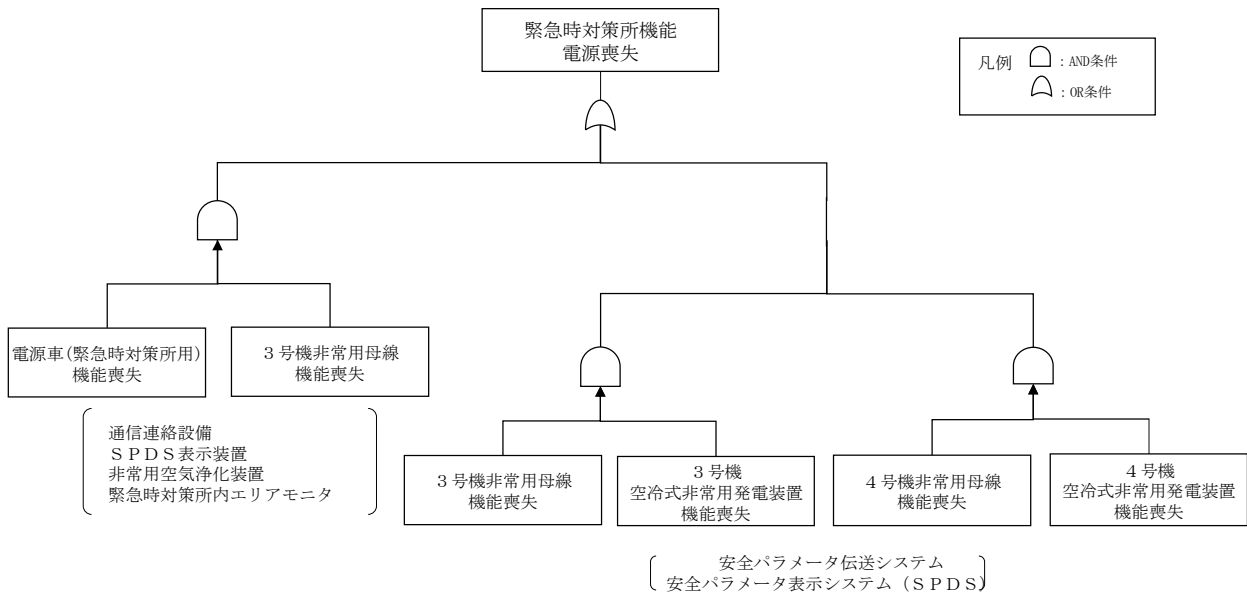 緊急時対策所機能
電源喪失
凡例
：AND条件
：OR条件
電源車(緊急時対策所用)
機能喪失
３号機非常用母線
機能喪失
通信連絡設備
ＳＰＤＳ表示装置
非常用空気浄化装置
緊急時対策所内エリアモニタ
３号機非常用母線
機能喪失
３号機
空冷式非常用発電装置
機能喪失
４号機非常用母線
機能喪失
４号機
空冷式非常用発電装置
機能喪失
安全パラメータ伝送システム
安全パラメータ表示システム（ＳＰＤＳ）